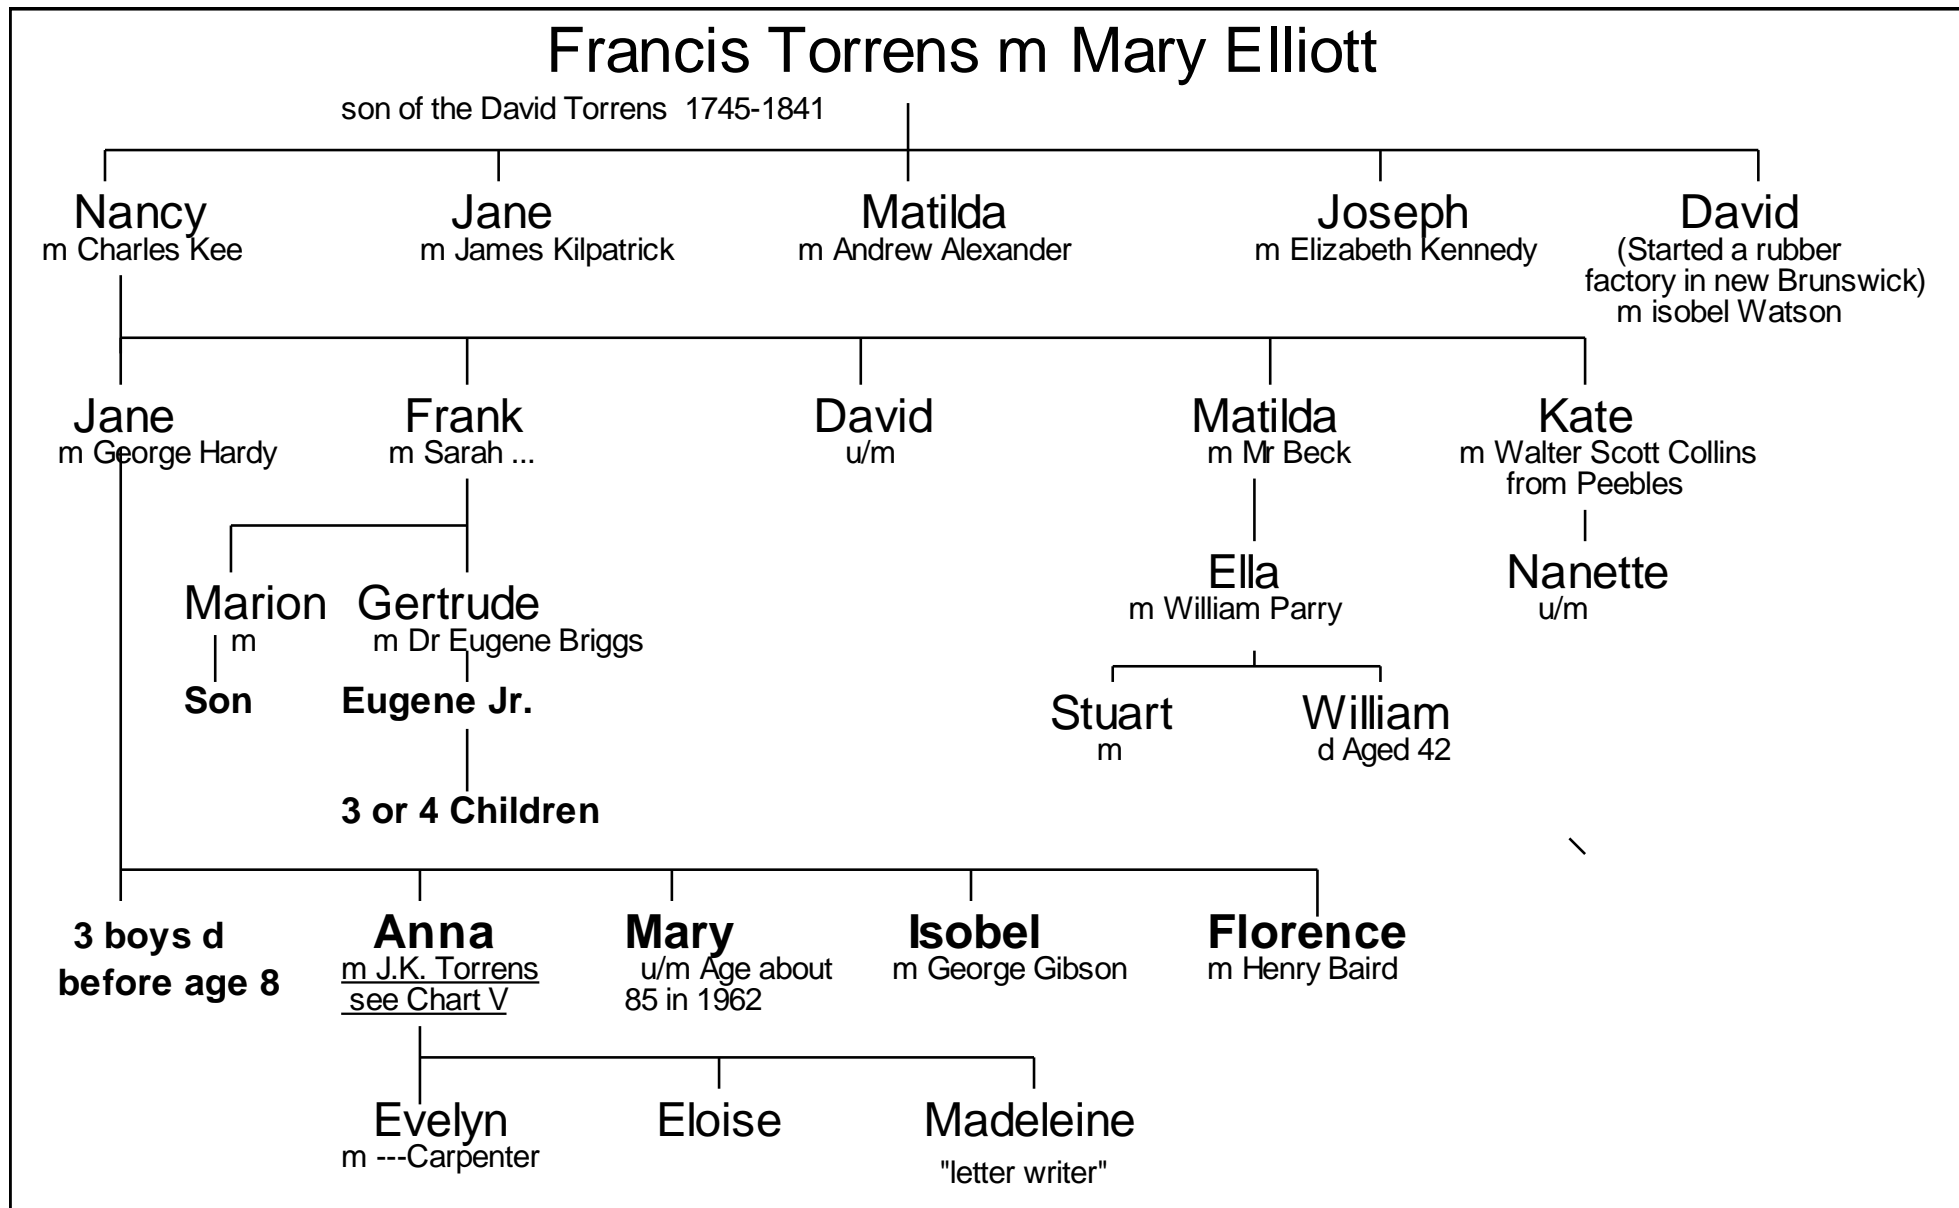 Francis Torrens m Mary Elliott
son of the David Torrens 1745-1841
Nancy
m Charles Kee
Jane
m James Kilpatrick
Matilda
m Andrew Alexander
Joseph
m Elizabeth Kennedy
David
(Started a rubber
factory in new Brunswick)
m isobel Watson
Jane
m George Hardy
Frank
m Sarah ...
David
u/m
Matilda
m Mr Beck
Kate
m Walter Scott Collins
from Peebles
Marion
m
Son
Gertrude
m Dr Eugene Briggs
Eugene Jr.
3 or 4 Children
Ella
m William Parry
Nanette
u/m
Stuart
m
William
d Aged 42
3 boys d
before age 8
Anna
m J.K. Torrens
see Chart V
Mary
u/m Age about
85 in 1962
Isobel
m George Gibson
Florence
m Henry Baird
Evelyn
m ---Carpenter
Eloise
Madeleine
"letter writer"